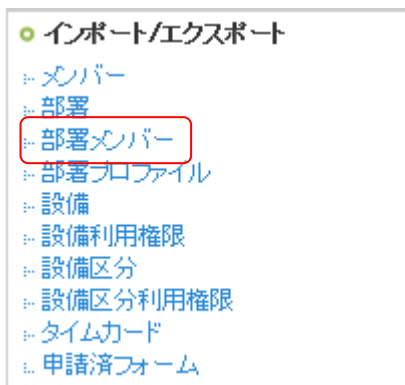 インポート/エクスポート
メンバー
部署
部署メンバー
部署プロファイル
設備
設備利用権限
設備区分
設備区分利用権限
タイムカード
申請済フォーム